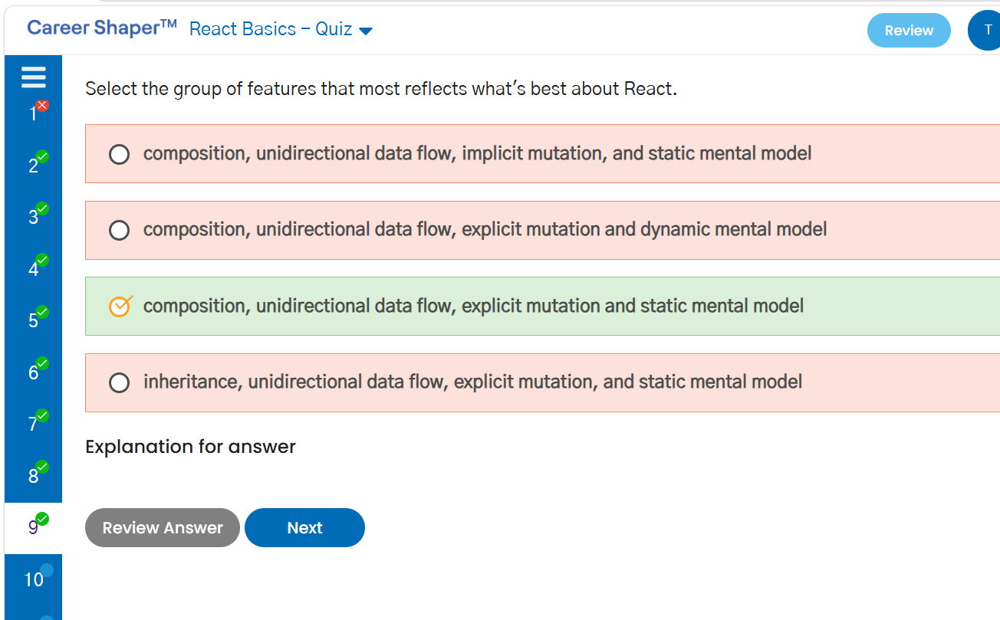 Career Shaper™ React Basics – Quiz
Review
T
1
2
3
4
5
6
7
8
9
10
Select the group of features that most reflects what's best about React.
composition, unidirectional data flow, implicit mutation, and static mental model
composition, unidirectional data flow, explicit mutation and dynamic mental model
composition, unidirectional data flow, explicit mutation and static mental model
inheritance, unidirectional data flow, explicit mutation, and static mental model
Explanation for answer
Review Answer
Next